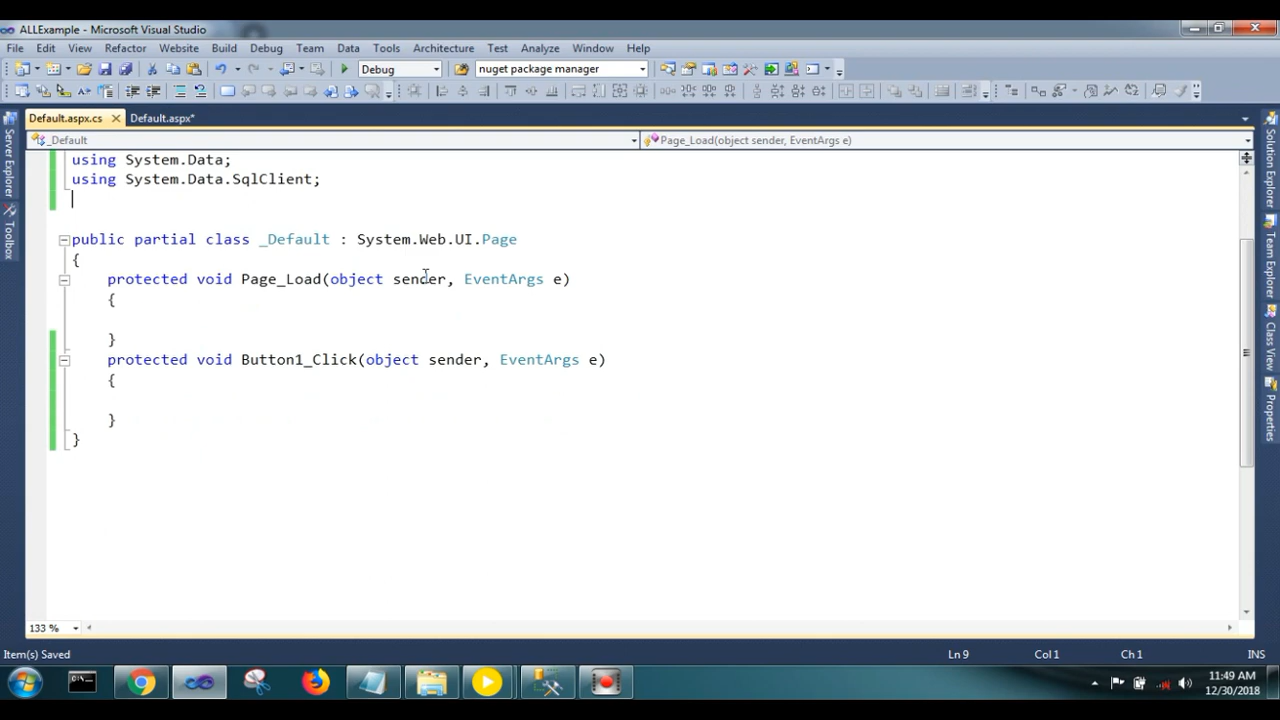 ALLExample - Microsoft Visual Studio
File Edit View Refactor Website Build Debug Team Data Tools Architecture Test Analyze Window Help
Debug nuget package manager
Default.aspx.cs Default.aspx*
_Default Page_Load(object sender, EventArgs e)
using System.Data;
using System.Data.SqlClient;
public partial class _Default : System.Web.UI.Page
{
protected void Page_Load(object sender, EventArgs e)
{
}
protected void Button1_Click(object sender, EventArgs e)
{
}
}
Server Explorer
Toolbox
Solution Explorer
Team Explorer
Class View
Properties
133 %
Item(s) Saved Ln 9 Col 1 Ch 1 INS
11:49 AM
12/30/2018